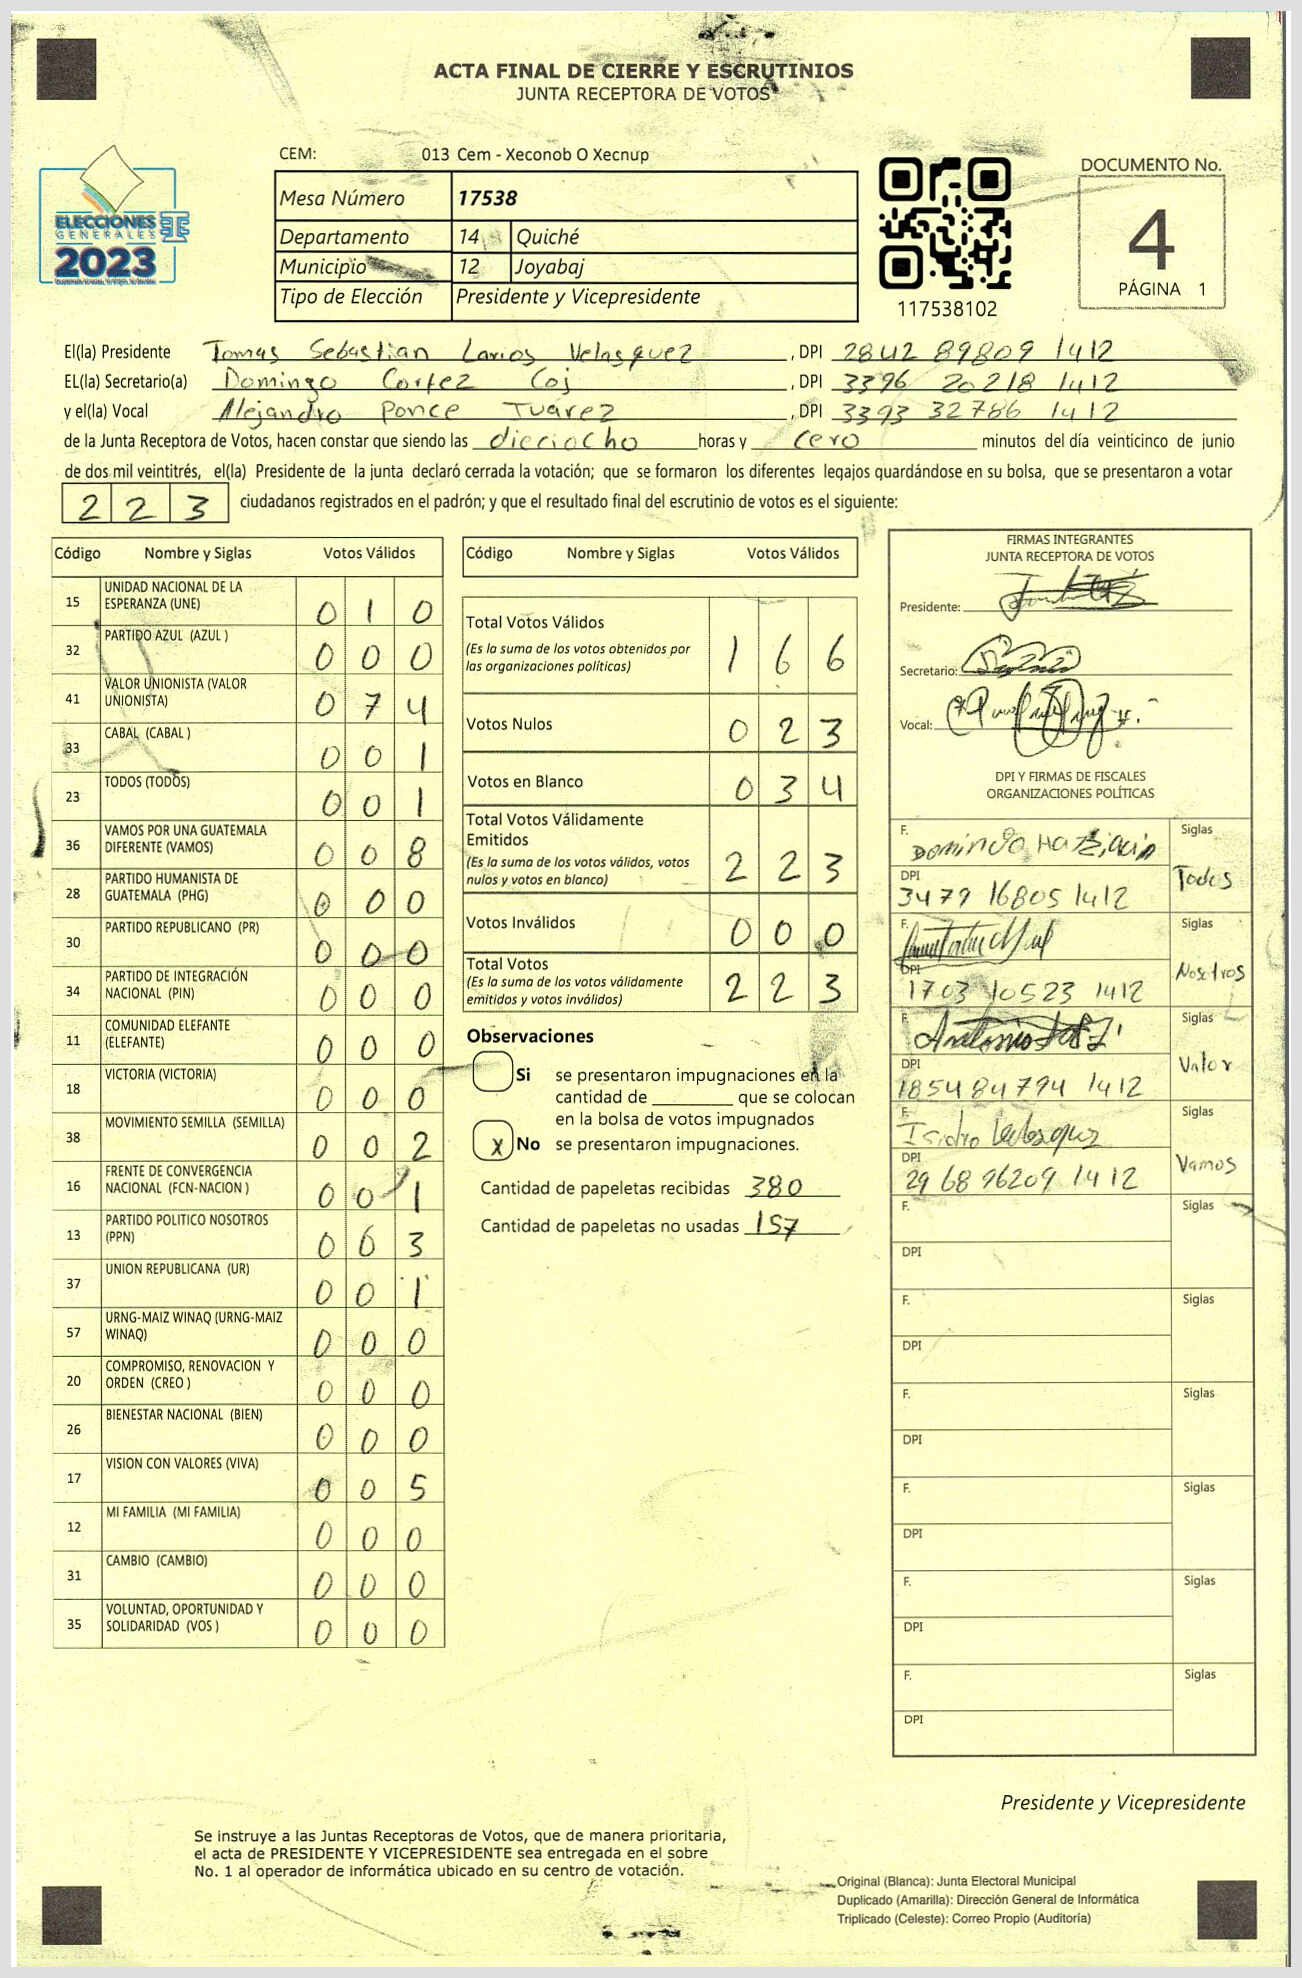 ACTA FINAL DE CIERRE Y ESCRUTINIOS
JUNTA RECEPTORA DE VOTOS
ELECCIONES
GENERALES
2023
CEM: 013 Cem - Xeconob O Xecnup
Mesa Número 17538
Departamento 14 Quiché
Municipio 12 Joyabaj
Tipo de Elección Presidente y Vicepresidente
117538102
DOCUMENTO No.
4
PÁGINA 1
El(la) Presidente Tomas Sebastian Larios Velasquez , DPI 2842 89809 1412
EL(la) Secretario(a) Domingo Cortez Coj , DPI 3396 20218 1412
y el(la) Vocal Alejandro Ponce Tuárez , DPI 3393 32786 1412
de la Junta Receptora de Votos, hacen constar que siendo las dieciocho horas y cero minutos del día veinticinco de junio
de dos mil veintitrés, el(la) Presidente de la junta declaró cerrada la votación; que se formaron los diferentes legajos quardándose en su bolsa, que se presentaron a votar
223 ciudadanos registrados en el padrón; y que el resultado final del escrutinio de votos es el siguiente:
Código Nombre y Siglas Votos Válidos
15 UNIDAD NACIONAL DE LA ESPERANZA (UNE) 0 1 0
32 PARTIDO AZUL (AZUL ) 0 0 0
41 VALOR UNIONISTA (VALOR UNIONISTA) 0 7 4
33 CABAL (CABAL ) 0 0 1
23 TODOS (TODOS) 0 0 1
36 VAMOS POR UNA GUATEMALA DIFERENTE (VAMOS) 0 0 8
28 PARTIDO HUMANISTA DE GUATEMALA (PHG) 0 0 0
30 PARTIDO REPUBLICANO (PR) 0 0 0
34 PARTIDO DE INTEGRACIÓN NACIONAL (PIN) 0 0 0
11 COMUNIDAD ELEFANTE (ELEFANTE) 0 0 0
18 VICTORIA (VICTORIA) 0 0 0
38 MOVIMIENTO SEMILLA (SEMILLA) 0 0 2
16 FRENTE DE CONVERGENCIA NACIONAL (FCN-NACION ) 0 0 1
13 PARTIDO POLITICO NOSOTROS (PPN) 0 6 3
37 UNION REPUBLICANA (UR) 0 0 1
57 URNG-MAIZ WINAQ (URNG-MAIZ WINAQ) 0 0 0
20 COMPROMISO, RENOVACION Y ORDEN (CREO ) 0 0 0
26 BIENESTAR NACIONAL (BIEN) 0 0 0
17 VISION CON VALORES (VIVA) 0 0 5
12 MI FAMILIA (MI FAMILIA) 0 0 0
31 CAMBIO (CAMBIO) 0 0 0
35 VOLUNTAD, OPORTUNIDAD Y SOLIDARIDAD (VOS ) 0 0 0
Código Nombre y Siglas Votos Válidos
Total Votos Válidos 1 6 6
(Es la suma de los votos obtenidos por
las organizaciones políticas)
Votos Nulos 0 2 3
Votos en Blanco 0 3 4
Total Votos Válidamente
Emitidos 2 2 3
(Es la suma de los votos válidos, votos
nulos y votos en blanco)
Votos Inválidos 0 0 0
Total Votos 2 2 3
(Es la suma de los votos válidamente
emitidos y votos inválidos)
Observaciones
Si se presentaron impugnaciones en la
cantidad de ________ que se colocan
en la bolsa de votos impugnados
x No se presentaron impugnaciones.
Cantidad de papeletas recibidas 380
Cantidad de papeletas no usadas 157
FIRMAS INTEGRANTES
JUNTA RECEPTORA DE VOTOS
Presidente:
Secretario:
Vocal:
DPI Y FIRMAS DE FISCALES
ORGANIZACIONES POLÍTICAS
F. Domingo Siglas
DPI Todos
3479 16805 1412
F. Siglas
DPI Nosotros
1703 10523 1412
F. Antonio Siglas
DPI Valor
1854 84794 1412
F. Siglas
Isidro Velasquez
DPI Vamos
2968 96209 1412
F. Siglas
DPI
F. Siglas
DPI
F. Siglas
DPI
F. Siglas
DPI
F. Siglas
DPI
F. Siglas
DPI
Presidente y Vicepresidente
Se instruye a las Juntas Receptoras de Votos, que de manera prioritaria,
el acta de PRESIDENTE Y VICEPRESIDENTE sea entregada en el sobre
No. 1 al operador de informática ubicado en su centro de votación.
Original (Blanca): Junta Electoral Municipal
Duplicado (Amarilla): Dirección General de Informática
Triplicado (Celeste): Correo Propio (Auditoría)